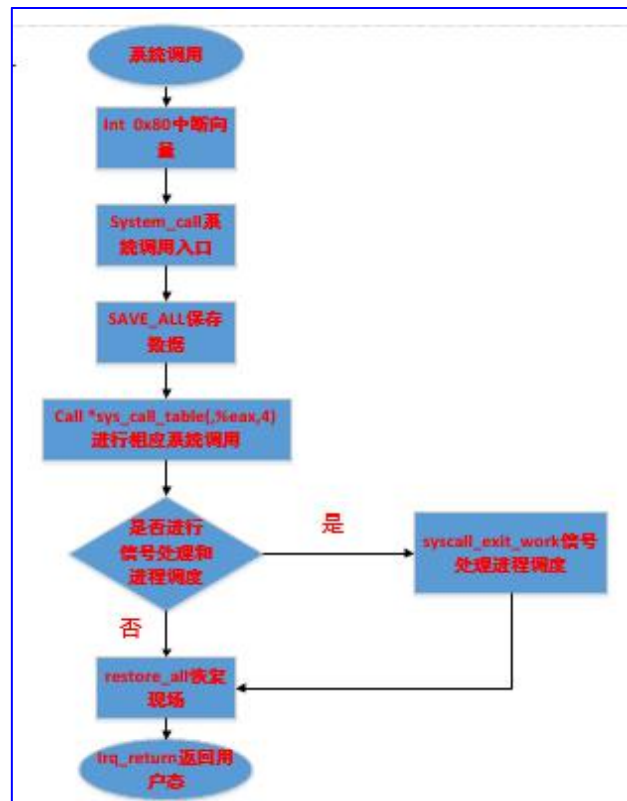 系统调用
Int 0x80中断向
量
System_call系
统调用入口
SAVE_ALL保存
数据
Call *sys_call_table(,%eax,4)
进行相应系统调用
是否进行
信号处理和
进程调度
是
syscall_exit_work信号
处理进程调度
否
restore_all恢复
现场
Irq_return返回用
户态